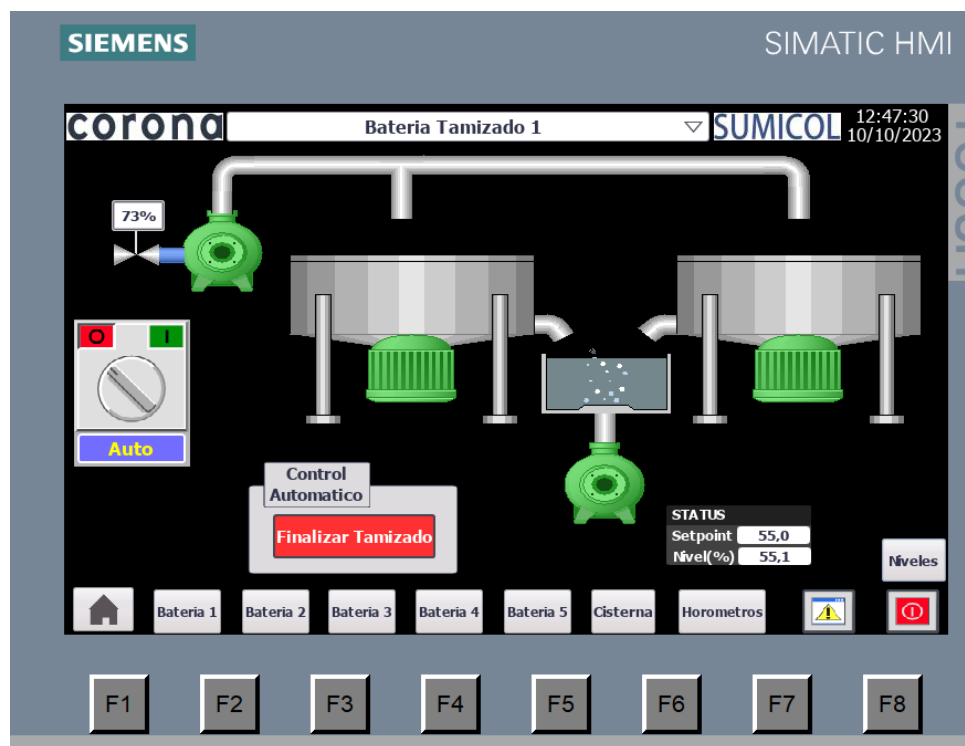 SIEMENS
SIMATIC HMI
corona
Bateria Tamizado 1
SUMICOL
12:47:30
10/10/2023
TOUCH
73%
O
I
Auto
Control
Automatico
Finalizar Tamizado
STATUS
Setpoint 55,0
Nivel(%) 55,1
Niveles
Bateria 1
Bateria 2
Bateria 3
Bateria 4
Bateria 5
Cisterna
Horometros
F1
F2
F3
F4
F5
F6
F7
F8